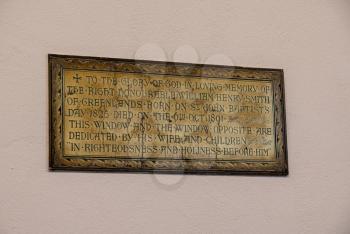 ✠ TO THE GLORY OF GOD IN LOVING MEMORY OF
THE RIGHT HONOURABLE WILLIAM HENRY SMITH
OF GREENLANDS BORN ON ST JOHN BAPTIST'S
DAY 1825 DIED ON THE 6TH OCT 1891
THIS WINDOW AND THE WINDOW OPPOSITE ARE
DEDICATED BY HIS WIFE AND CHILDREN
"IN RIGHTEOUSNESS AND HOLINESS BEFORE HIM"